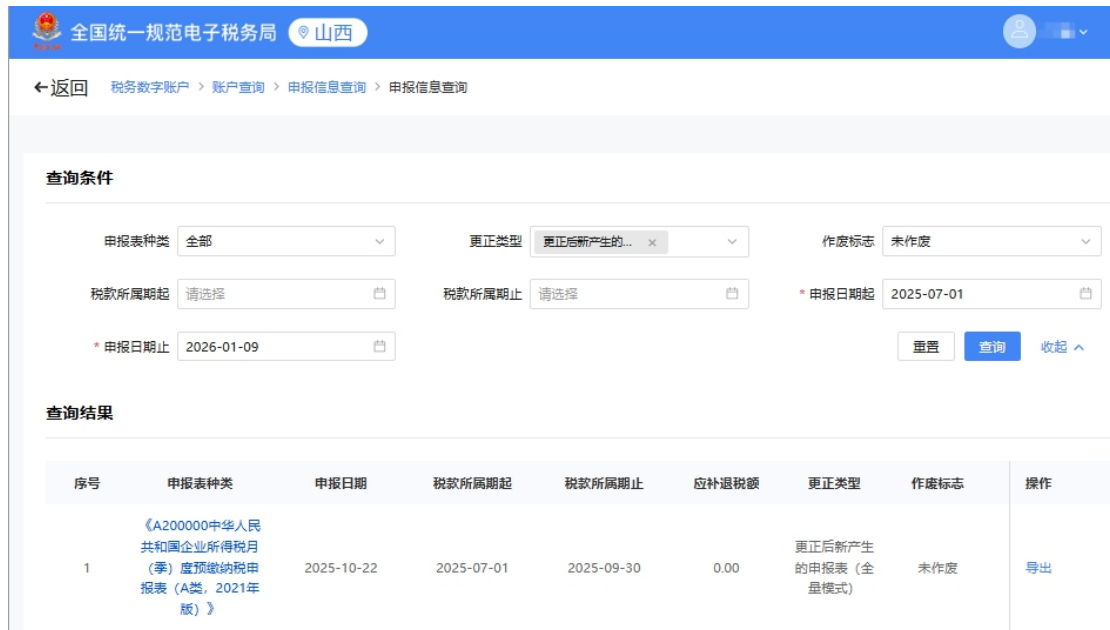 全国统一规范电子税务局 山西
返回 税务数字账户 > 账户查询 > 申报信息查询 > 申报信息查询
查询条件
申报表种类 全部 更正类型 更正后新产生的... × 作废标志 未作废
税款所属期起 请选择 税款所属期止 请选择 * 申报日期起 2025-07-01
* 申报日期止 2026-01-09 重置 查询 收起
查询结果
序号 申报表种类 申报日期 税款所属期起 税款所属期止 应补退税额 更正类型 作废标志 操作
《A200000中华人民
共和国企业所得税月
(季)度预缴纳税申
报表(A类,2021年
版)》
1 2025-10-22 2025-07-01 2025-09-30 0.00
更正后新产生
的申报表(全
量模式)
未作废 导出